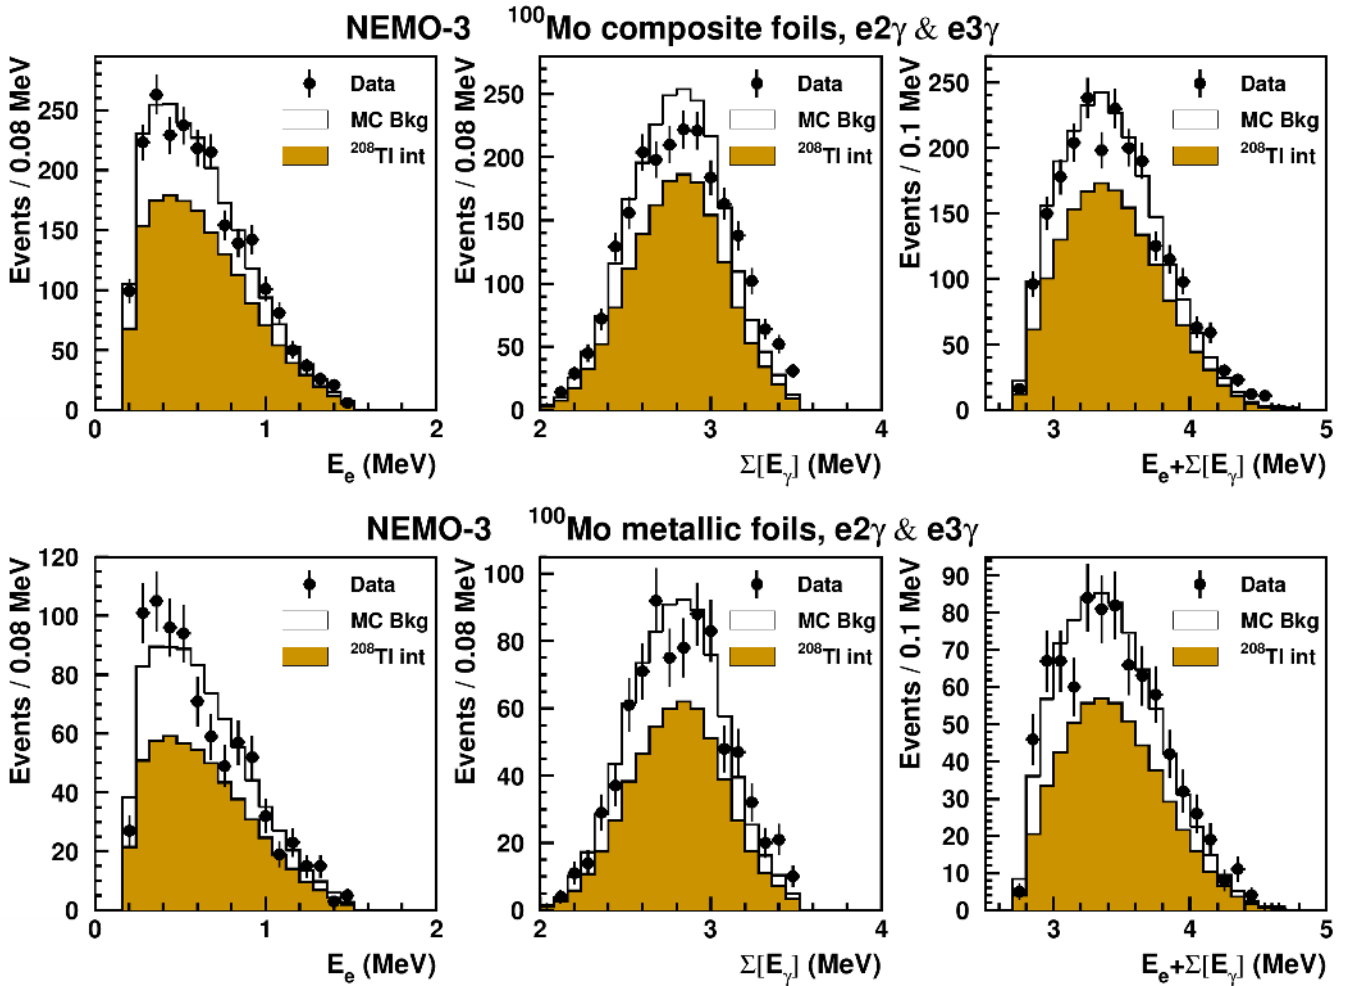 NEMO-3 ¹⁰⁰Mo composite foils, e2γ & e3γ
Events / 0.08 MeV
250
200
150
100
50
0
Data
MC Bkg
²⁰⁸Tl int
0 1 2
Eₑ (MeV)
Events / 0.08 MeV
250
200
150
100
50
0
Data
MC Bkg
²⁰⁸Tl int
2 3 4
Σ[Eᵧ] (MeV)
Events / 0.1 MeV
250
200
150
100
50
0
Data
MC Bkg
²⁰⁸Tl int
3 4 5
Eₑ+Σ[Eᵧ] (MeV)
NEMO-3 ¹⁰⁰Mo metallic foils, e2γ & e3γ
Events / 0.08 MeV
120
100
80
60
40
20
0
Data
MC Bkg
²⁰⁸Tl int
0 1 2
Eₑ (MeV)
Events / 0.08 MeV
100
80
60
40
20
0
Data
MC Bkg
²⁰⁸Tl int
2 3 4
Σ[Eᵧ] (MeV)
Events / 0.1 MeV
90
80
70
60
50
40
30
20
10
0
Data
MC Bkg
²⁰⁸Tl int
3 4 5
Eₑ+Σ[Eᵧ] (MeV)